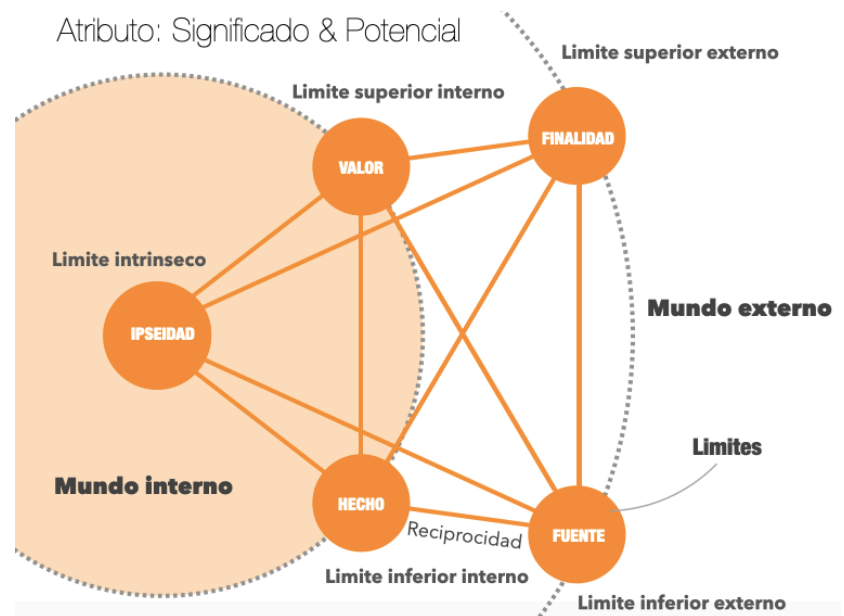 Atributo: Significado & Potencial
Limite superior externo
Limite superior interno
FINALIDAD
VALOR
Limite intrinseco
Mundo externo
IPSEIDAD
Limites
Mundo interno
HECHO
Reciprocidad
FUENTE
Limite inferior interno
Limite inferior externo